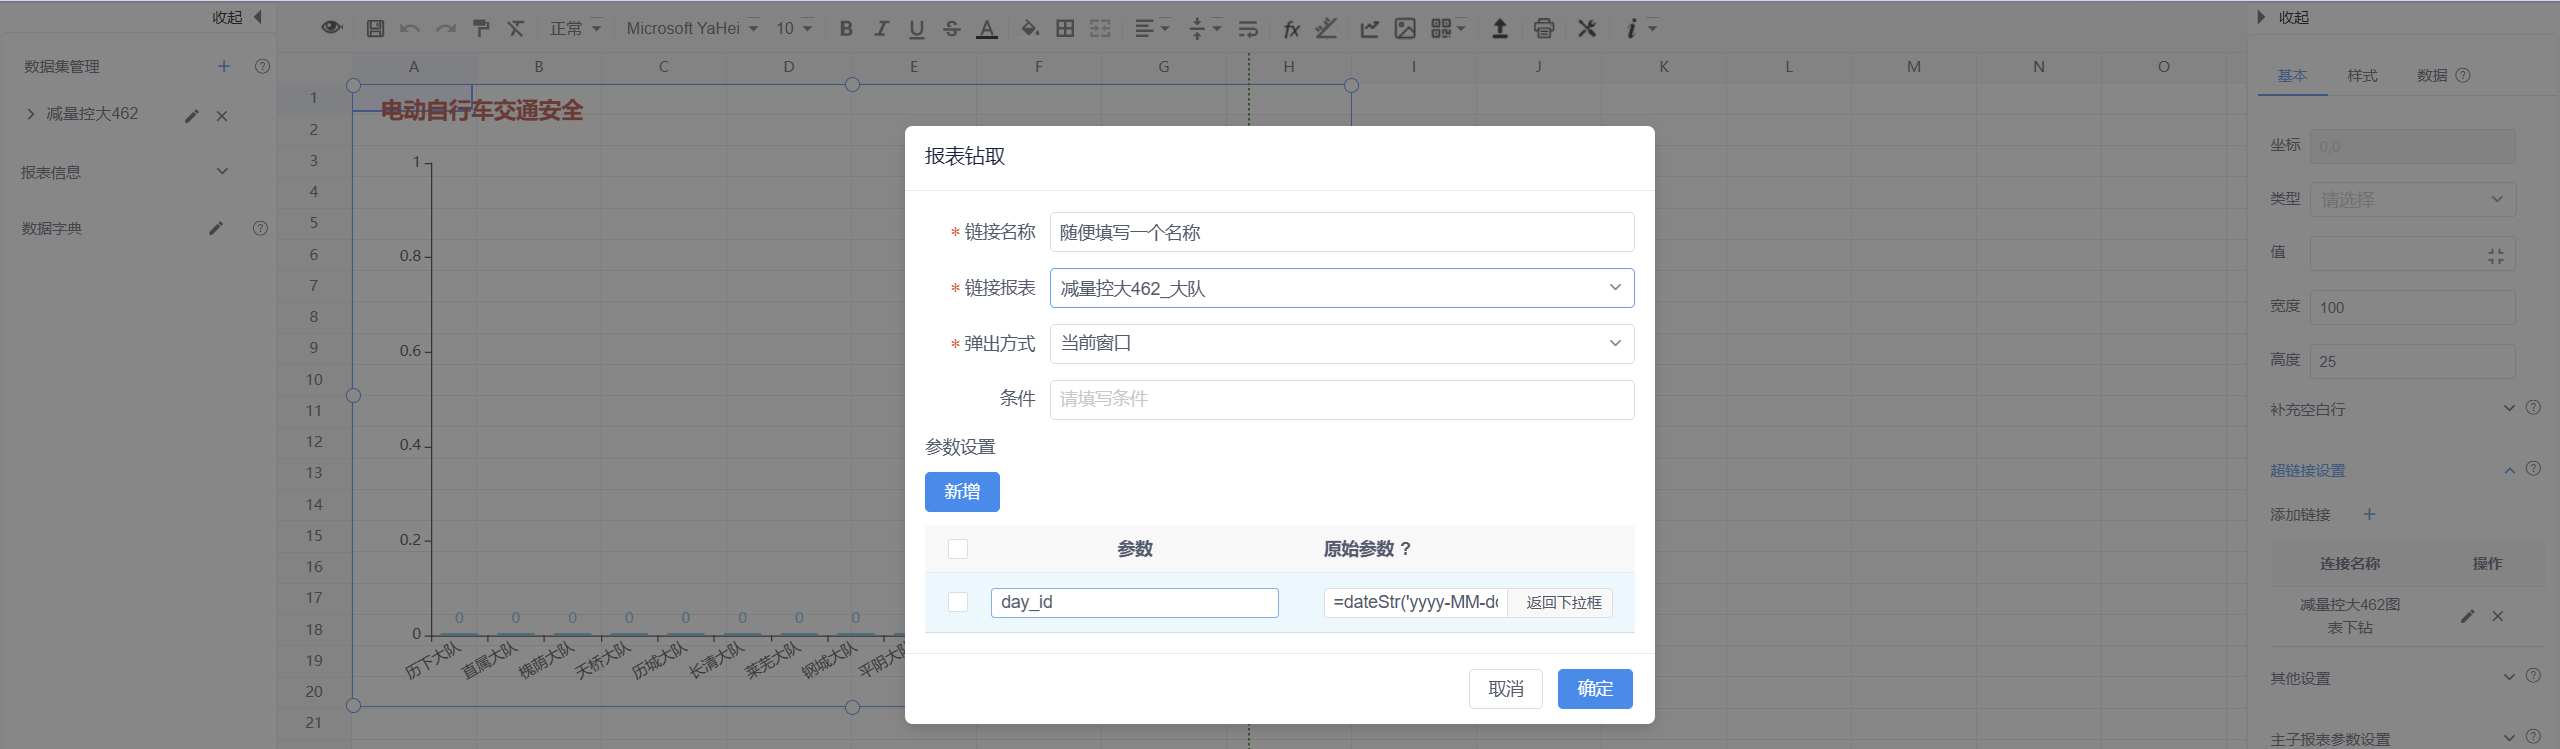 收起
正常
Microsoft YaHei
10
收起
数据集管理
减量控大462
报表信息
数据字典
A B C D E F G H I J K L M N O
1
2
3
4
5
6
7
8
9
10
11
12
13
14
15
16
17
18
19
20
21
电动自行车交通安全
1
0.8
0.6
0.4
0.2
0
0 0 0 0 0 0 0 0
历下大队
直属大队
槐荫大队
天桥大队
历城大队
长清大队
莱芜大队
钢城大队
平阴大队
报表钻取
* 链接名称 随便填写一个名称
* 链接报表 减量控大462_大队
* 弹出方式 当前窗口
条件 请填写条件
参数设置
新增
参数 原始参数 ?
day_id =dateStr('yyyy-MM-dd 返回下拉框
取消 确定
基本 样式 数据
坐标 0,0
类型 请选择
值
宽度 100
高度 25
补充空白行
超链接设置
添加链接
连接名称 操作
减量控大462图
表下钻
其他设置
主子报表参数设置